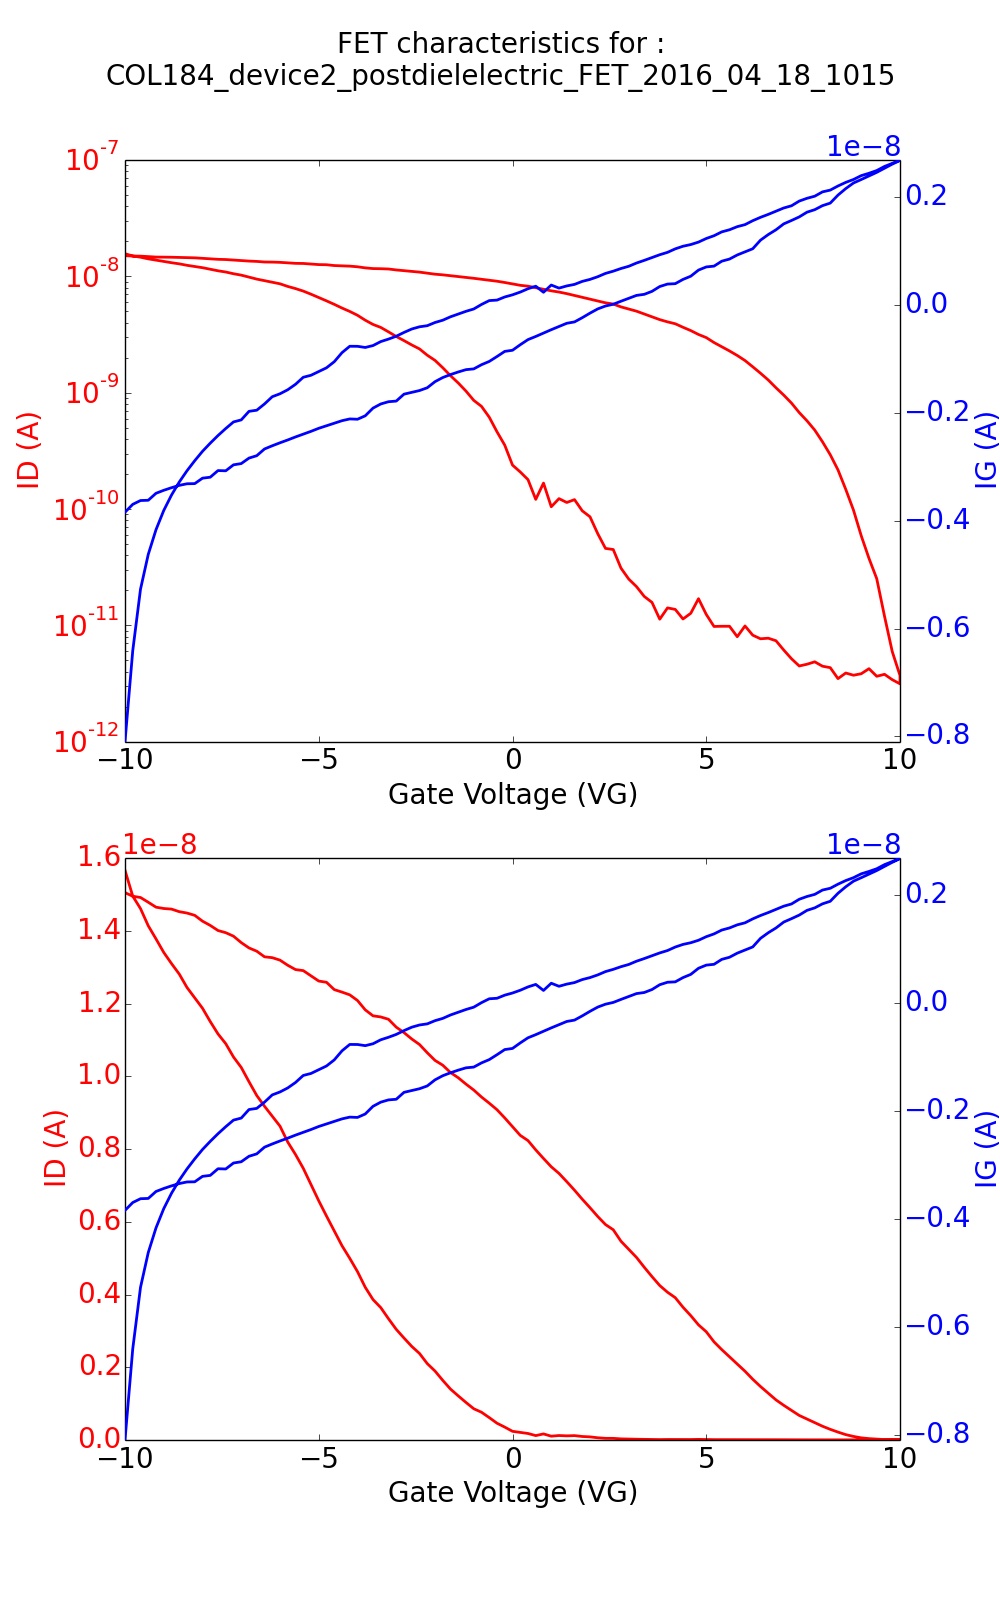 FET characteristics for :
COL184_device2_postdielelectric_FET_2016_04_18_1015
1e−8
10-7
10-8
10-9
10-10
10-11
10-12
ID (A)
0.2
0.0
−0.2
−0.4
−0.6
−0.8
IG (A)
−10 −5 0 5 10
Gate Voltage (VG)
1e−8 1e−8
1.6
1.4
1.2
1.0
0.8
0.6
0.4
0.2
0.0
ID (A)
0.2
0.0
−0.2
−0.4
−0.6
−0.8
IG (A)
−10 −5 0 5 10
Gate Voltage (VG)